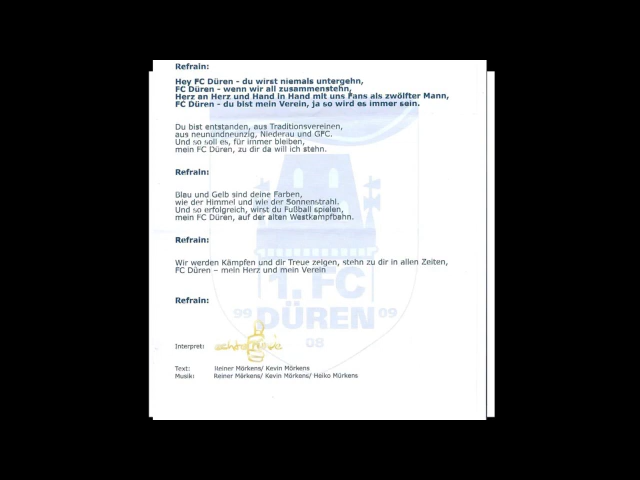 Refrain:
Hey FC Düren - du wirst niemals untergehn,
FC Düren - wenn wir all zusammenstehn,
Herz an Herz und Hand in Hand mit uns Fans als zwölfter Mann,
FC Düren - du bist mein Verein, ja so wird es immer sein.
Du bist entstanden, aus Traditionsvereinen,
aus neunundneunzig, Niederau und GFC.
Und so soll es, für immer bleiben,
mein FC Düren, zu dir da will ich stehn.
Refrain:
Blau und Gelb sind deine Farben,
wie der Himmel und wie der Sonnenstrahl.
Und so erfolgreich, wirst du Fußball spielen,
mein FC Düren, auf der alten Westkampfbahn.
Refrain:
Wir werden Kämpfen und dir Treue zeigen, stehn zu dir in allen Zeiten,
FC Düren – mein Herz und mein Verein
1. FC
Refrain:
99 DÜREN 09
08
Interpret:
Text: Reiner Mörkens/ Kevin Mörkens
Musik: Reiner Mörkens/ Kevin Mörkens/ Heiko Mürkens